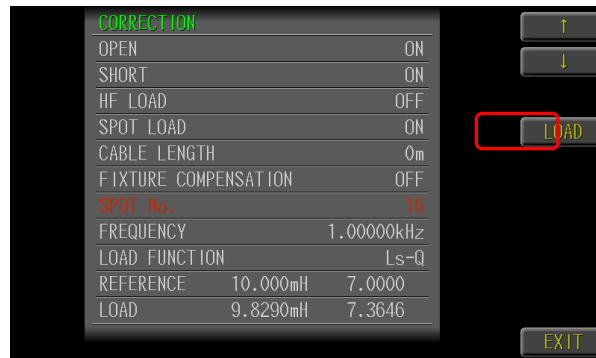 CORRECTION
↑
OPEN ON
↓
SHORT ON
HF LOAD OFF
SPOT LOAD ON
LOAD
CABLE LENGTH 0m
FIXTURE COMPENSATION OFF
SPOT No. 10
FREQUENCY 1.00000kHz
LOAD FUNCTION Ls-Q
REFERENCE 10.000mH 7.0000
LOAD 9.8290mH 7.3646
EXIT